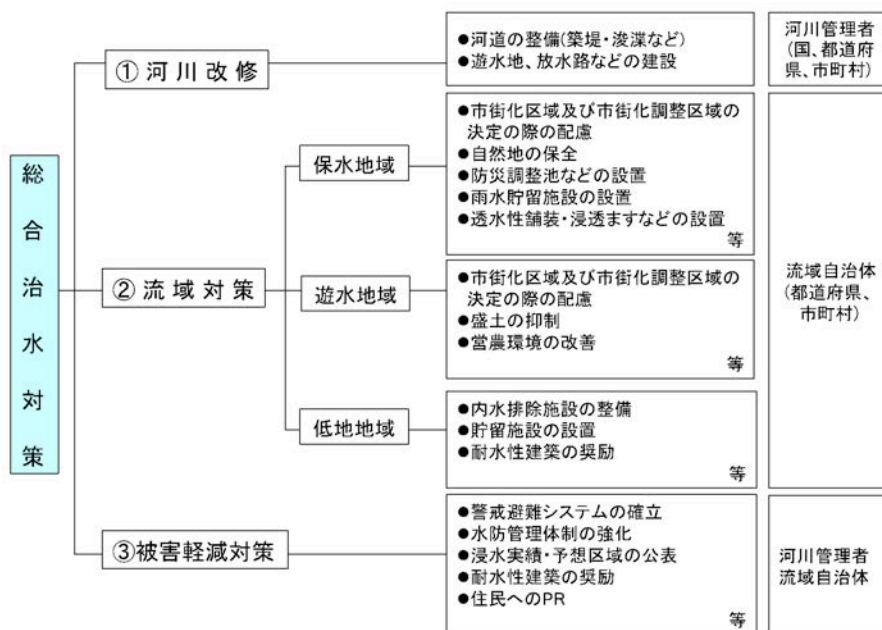 総合治水対策
①河川改修
●河道の整備(築堤・浚渫など)
●遊水地、放水路などの建設
河川管理者
(国、都道府
県、市町村)
②流域対策
保水地域
●市街化区域及び市街化調整区域の
決定の際の配慮
●自然地の保全
●防災調整池などの設置
●雨水貯留施設の設置
●透水性舗装・浸透ますなどの設置
等
遊水地域
●市街化区域及び市街化調整区域の
決定の際の配慮
●盛土の抑制
●営農環境の改善
等
低地地域
●内水排除施設の整備
●貯留施設の設置
●耐水性建築の奨励
等
流域自治体
(都道府県、
市町村)
③被害軽減対策
●警戒避難システムの確立
●水防管理体制の強化
●浸水実績・予想区域の公表
●耐水性建築の奨励
●住民へのPR
等
河川管理者
流域自治体